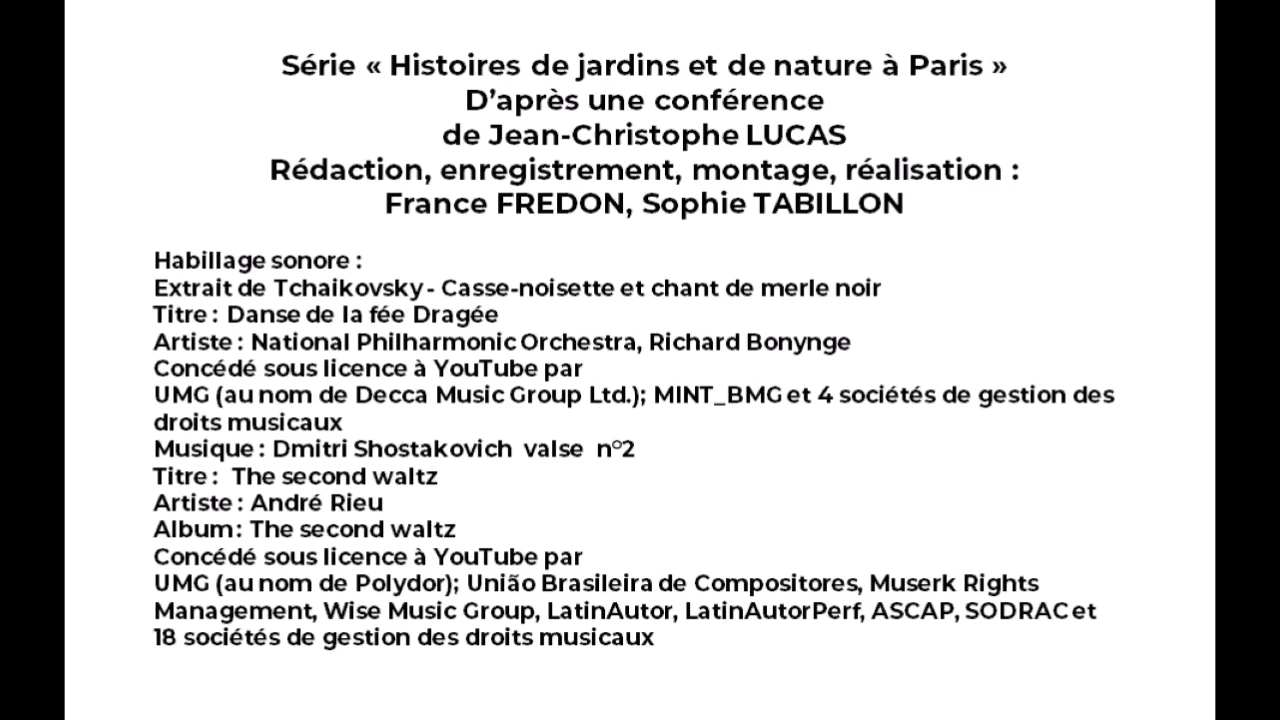 Série « Histoires de jardins et de nature à Paris »
D’après une conférence
de Jean-Christophe LUCAS
Rédaction, enregistrement, montage, réalisation :
France FREDON, Sophie TABILLON
Habillage sonore :
Extrait de Tchaikovsky - Casse-noisette et chant de merle noir
Titre : Danse de la fée Dragée
Artiste : National Philharmonic Orchestra, Richard Bonynge
Concédé sous licence à YouTube par
UMG (au nom de Decca Music Group Ltd.); MINT_BMG et 4 sociétés de gestion des
droits musicaux
Musique : Dmitri Shostakovich valse n°2
Titre : The second waltz
Artiste : André Rieu
Album : The second waltz
Concédé sous licence à YouTube par
UMG (au nom de Polydor); União Brasileira de Compositores, Muserk Rights
Management, Wise Music Group, LatinAutor, LatinAutorPerf, ASCAP, SODRAC et
18 sociétés de gestion des droits musicaux